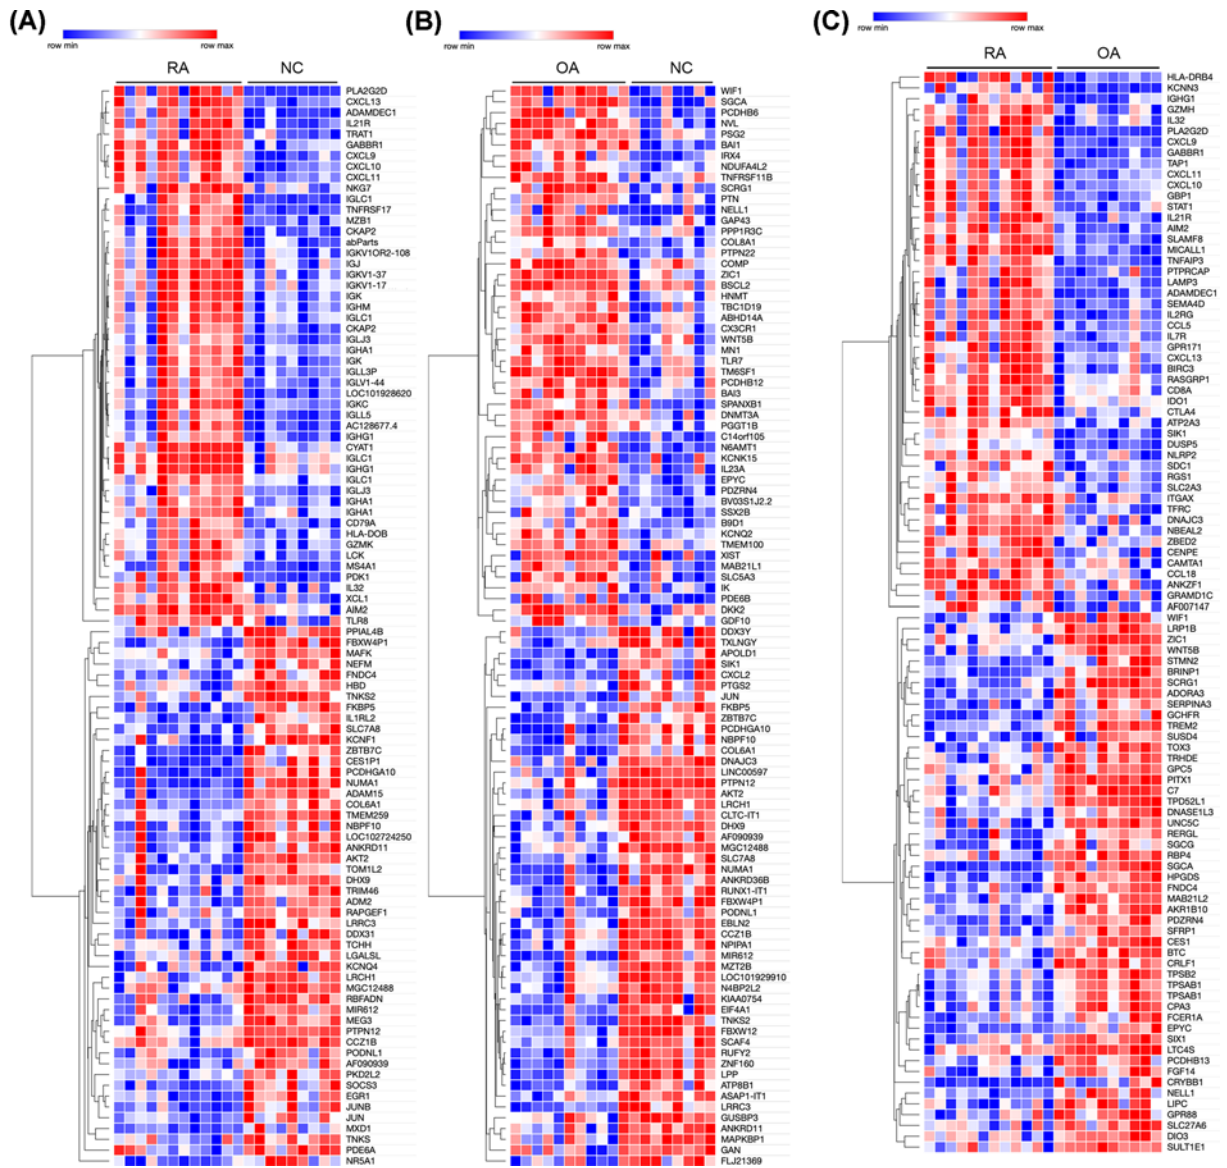 (A)
row min row max
RA NC
PLA2G2D
CXCL13
ADAMDEC1
IL21R
TRAT1
GABBR1
CXCL9
CXCL10
CXCL11
NKG7
IGLC1
TNFRSF17
MZB1
CKAP2
abParts
IGKV1OR2-108
IGJ
IGKV1-37
IGKV1-17
IGK
IGHM
IGLC1
CKAP2
IGLJ3
IGHA1
IGK
IGLL3P
IGLV1-44
LOC101928620
IGKC
IGLL5
AC128677.4
IGHG1
CYAT1
IGLC1
IGHG1
IGLC1
IGLJ3
IGHA1
IGHA1
CD79A
HLA-DOB
GZMK
LCK
MS4A1
PDK1
IL32
XCL1
AIM2
TLR8
PPIAL4B
FBXW4P1
MAFK
NEFM
FNDC4
HBD
TNKS2
FKBP5
IL1RL2
SLC7A8
KCNF1
ZBTB7C
CES1P1
PCDHGA10
NUMA1
ADAM15
COL6A1
TMEM259
NBPF10
LOC102724250
ANKRD11
AKT2
TOM1L2
DHX9
TRIM46
ADM2
RAPGEF1
LRRC3
DDX31
TCHH
LGALSL
KCNQ4
LRCH1
MGC12488
RBFADN
MIR612
MEG3
PTPN12
CCZ1B
PODNL1
AF090939
PKD2L2
SOCS3
EGR1
JUNB
JUN
MXD1
TNKS
PDE6A
NR5A1
(B)
row min row max
OA NC
WIF1
SGCA
PCDHB6
NVL
PSG2
BAI1
IRX4
NDUFA4L2
TNFRSF11B
SCRG1
PTN
NELL1
GAP43
PPP1R3C
COL8A1
PTPN22
COMP
ZIC1
BSCL2
HNMT
TBC1D19
ABHD14A
CX3CR1
WNT5B
MN1
TLR7
TM6SF1
PCDHB12
BAI3
SPANXB1
DNMT3A
PGGT1B
C14orf105
N6AMT1
KCNK15
IL23A
EPYC
PDZRN4
BV03S1J2.2
SSX2B
B9D1
KCNQ2
TMEM100
XIST
MAB21L1
SLC5A3
IK
PDE6B
DKK2
GDF10
DDX3Y
TXLNGY
APOLD1
SIK1
CXCL2
PTGS2
JUN
FKBP5
ZBTB7C
PCDHGA10
NBPF10
COL6A1
DNAJC3
LINC00597
PTPN12
AKT2
LRCH1
CLTC-IT1
DHX9
AF090939
MGC12488
SLC7A8
NUMA1
ANKRD36B
RUNX1-IT1
FBXW4P1
PODNL1
EBLN2
CCZ1B
NPIPA1
MIR612
MZT2B
LOC101929910
N4BP2L2
KIAA0754
EIF4A1
TNKS2
FBXW12
SCAF4
RUFY2
ZNF160
LPP
ATP8B1
ASAP1-IT1
LRRC3
GUSBP3
ANKRD11
MAPKBP1
GAN
FLJ21369
(C)
row min row max
RA OA
HLA-DRB4
KCNN3
IGHG1
GZMH
IL32
PLA2G2D
CXCL9
GABBR1
TAP1
CXCL11
CXCL10
GBP1
STAT1
IL21R
AIM2
SLAMF8
MICALL1
TNFAIP3
PTPRCAP
LAMP3
ADAMDEC1
SEMA4D
IL2RG
CCL5
IL7R
GPR171
CXCL13
BIRC3
RASGRP1
CD8A
IDO1
CTLA4
ATP2A3
SIK1
DUSP5
NLRP2
SDC1
RGS1
SLC2A3
ITGAX
TFRC
DNAJC3
NBEAL2
ZBED2
CENPE
CAMTA1
CCL18
ANKZF1
GRAMD1C
AF007147
WIF1
LRP1B
ZIC1
WNT5B
STMN2
BRINP1
SCRG1
ADORA3
SERPINA3
GCHFR
TREM2
SUSD4
TOX3
TRHDE
GPC5
PITX1
C7
TPD52L1
DNASE1L3
UNC5C
RERGL
SGCG
RBP4
SGCA
HPGDS
FNDC4
MAB21L2
AKR1B10
PDZRN4
SFRP1
CES1
BTC
CRLF1
TPSB2
TPSAB1
TPSAB1
CPA3
FCER1A
EPYC
SIX1
LTC4S
PCDHB13
FGF14
CRYBB1
NELL1
LIPC
GPR88
SLC27A6
DIO3
SULT1E1